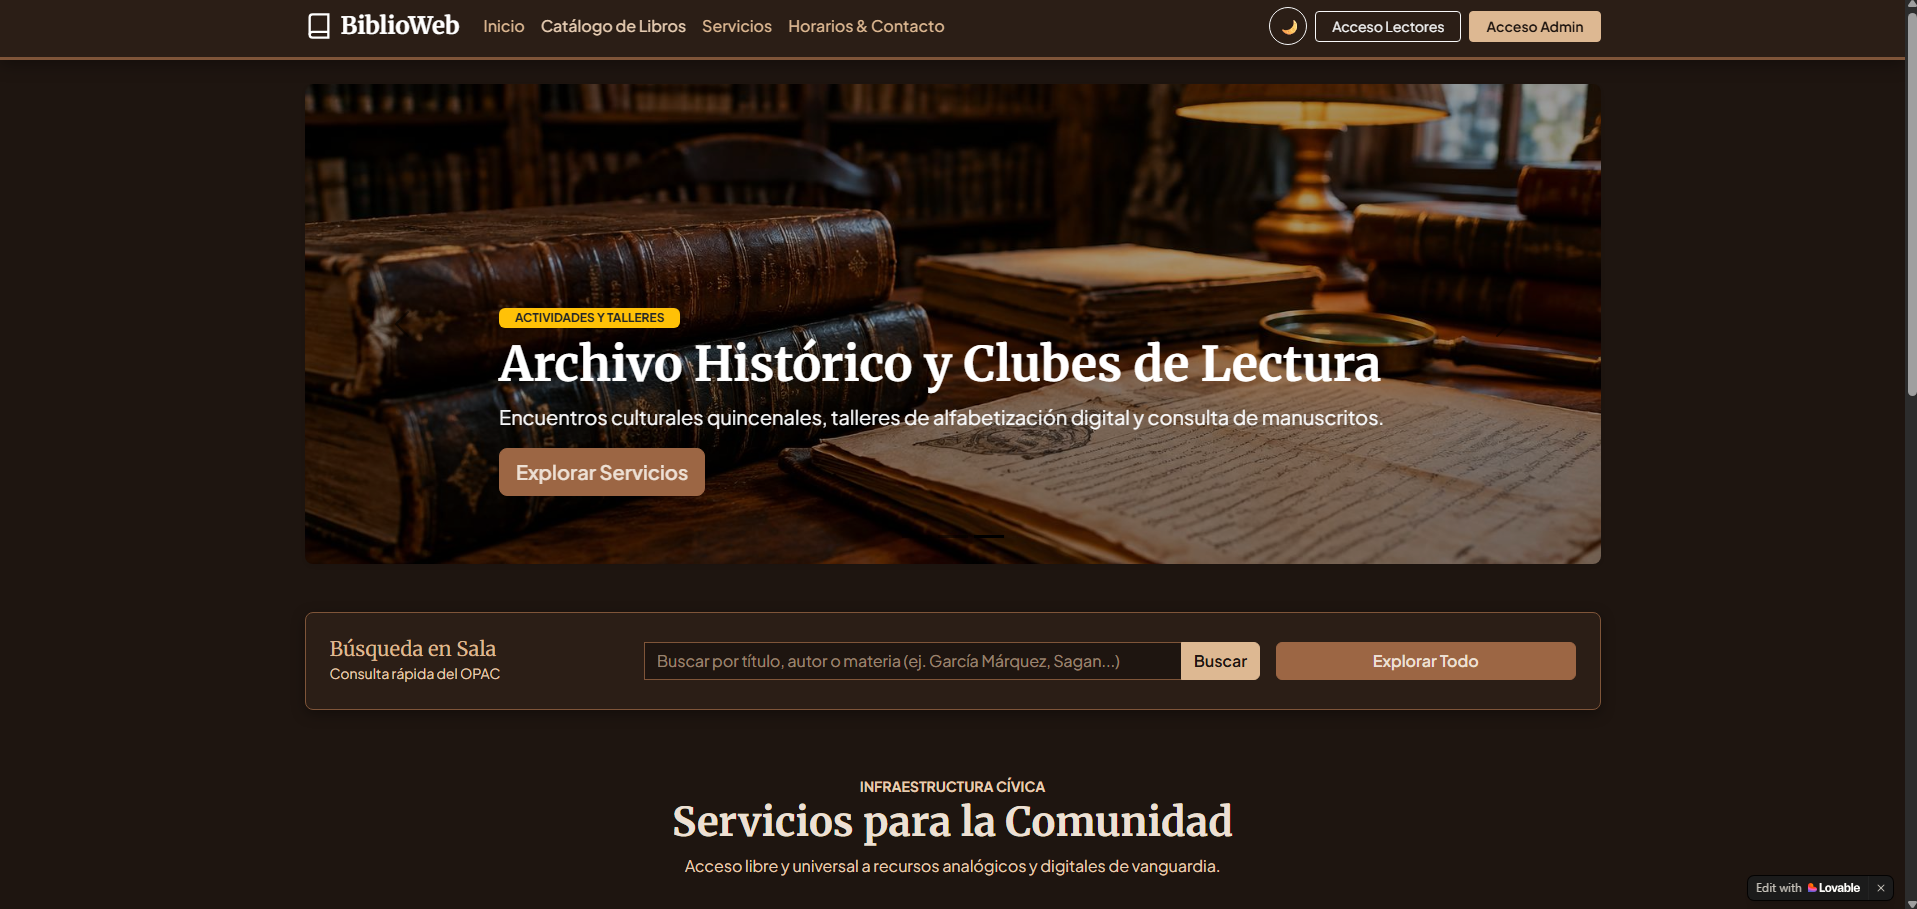 BiblioWeb
Inicio
Catálogo de Libros
Servicios
Horarios & Contacto
Acceso Lectores
Acceso Admin
ACTIVIDADES Y TALLERES
Archivo Histórico y Clubes de Lectura
Encuentros culturales quincenales, talleres de alfabetización digital y consulta de manuscritos.
Explorar Servicios
Búsqueda en Sala
Consulta rápida del OPAC
Buscar por título, autor o materia (ej. García Márquez, Sagan...)
Buscar
Explorar Todo
INFRAESTRUCTURA CÍVICA
Servicios para la Comunidad
Acceso libre y universal a recursos analógicos y digitales de vanguardia.
Edit with Lovable